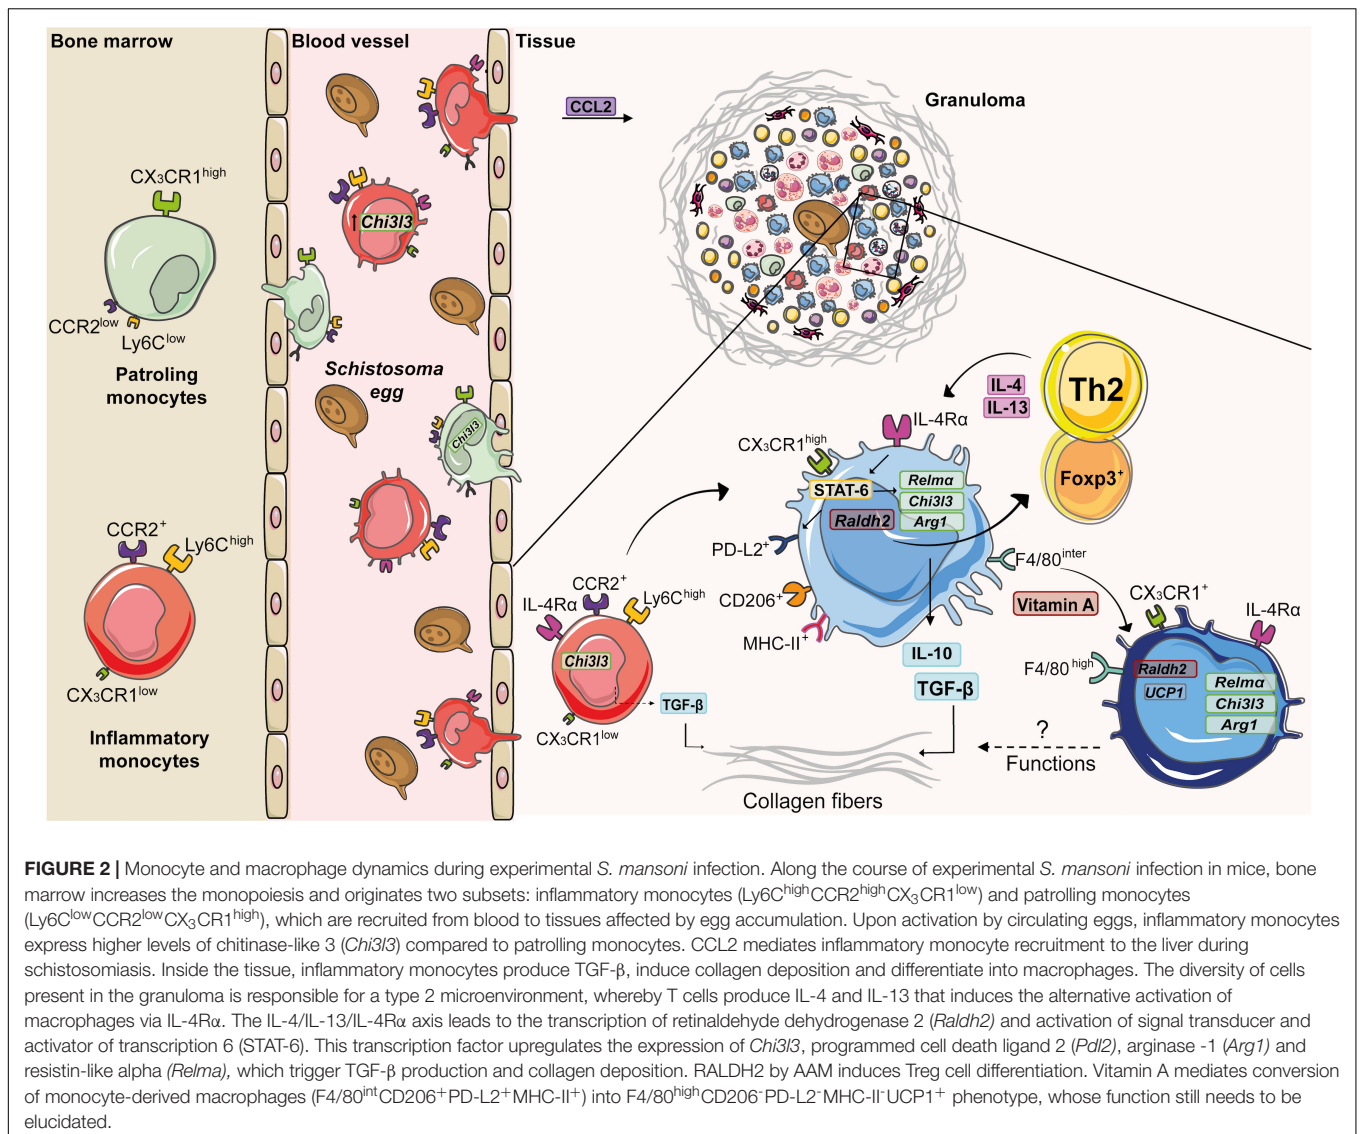 Bone marrow
Blood vessel
Tissue
CCL2
Granuloma
CX₃CR1ʰⁱᵍʰ
↑ Chi3l3
CCR2ˡᵒʷ
Ly6Cˡᵒʷ
Patroling
monocytes
Schistosoma
egg
Chi3l3
CCR2⁺
Ly6Cʰⁱᵍʰ
CX₃CR1ˡᵒʷ
Inflammatory
monocytes
Th2
Foxp3⁺
IL-4
IL-13
IL-4Rα
CX₃CR1ʰⁱᵍʰ
STAT-6
Relmα
Chi3l3
Arg1
Raldh2
PD-L2⁺
CD206⁺
MHC-II⁺
F4/80ⁱⁿᵗᵉʳ
IL-10
TGF-β
CCR2⁺
IL-4Rα
Ly6Cʰⁱᵍʰ
Chi3l3
TGF-β
CX₃CR1ˡᵒʷ
Vitamin A
CX₃CR1⁺
IL-4Rα
F4/80 ʰⁱᵍʰ
Raldh2
UCP1
Relmα
Chi3l3
Arg1
?
Functions
Collagen fibers
FIGURE 2 | Monocyte and macrophage dynamics during experimental S. mansoni infection. Along the course of experimental S. mansoni infection in mice, bone
marrow increases the monopoiesis and originates two subsets: inflammatory monocytes (Ly6CʰⁱᵍʰCCR2ʰⁱᵍʰCX₃CR1ˡᵒʷ) and patrolling monocytes
(Ly6CˡᵒʷCCR2ˡᵒʷCX₃CR1ʰⁱᵍʰ), which are recruited from blood to tissues affected by egg accumulation. Upon activation by circulating eggs, inflammatory monocytes
express higher levels of chitinase-like 3 (Chi3l3) compared to patrolling monocytes. CCL2 mediates inflammatory monocyte recruitment to the liver during
schistosomiasis. Inside the tissue, inflammatory monocytes produce TGF-β, induce collagen deposition and differentiate into macrophages. The diversity of cells
present in the granuloma is responsible for a type 2 microenvironment, whereby T cells produce IL-4 and IL-13 that induces the alternative activation of
macrophages via IL-4Rα. The IL-4/IL-13/IL-4Rα axis leads to the transcription of retinaldehyde dehydrogenase 2 (Raldh2) and activation of signal transducer and
activator of transcription 6 (STAT-6). This transcription factor upregulates the expression of Chi3l3, programmed cell death ligand 2 (Pdl2), arginase -1 (Arg1) and
resistin-like alpha (Relma), which trigger TGF-β production and collagen deposition. RALDH2 by AAM induces Treg cell differentiation. Vitamin A mediates conversion
of monocyte-derived macrophages (F4/80ⁱⁿᵗCD206⁺PD-L2⁺MHC-II⁺) into F4/80ʰⁱᵍʰCD206⁻PD-L2⁻MHC-II⁻UCP1⁺ phenotype, whose function still needs to be
elucidated.